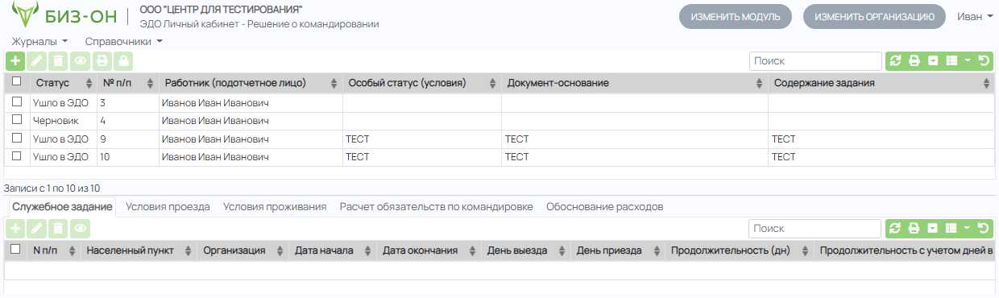 БИЗ-ОН
ООО "ЦЕНТР ДЛЯ ТЕСТИРОВАНИЯ"
ЭДО Личный кабинет - Решение о командировании
ИЗМЕНИТЬ МОДУЛЬ
ИЗМЕНИТЬ ОРГАНИЗАЦИЮ
Иван
Журналы Справочники
Поиск
Статус № п/п Работник (подотчетное лицо) Особый статус (условия) Документ-основание Содержание задания
Ушло в ЭДО 3 Иванов Иван Иванович
Черновик 4 Иванов Иван Иванович
Ушло в ЭДО 9 Иванов Иван Иванович ТЕСТ ТЕСТ ТЕСТ
Ушло в ЭДО 10 Иванов Иван Иванович ТЕСТ ТЕСТ ТЕСТ
Записи с 1 по 10 из 10
Служебное задание Условия проезда Условия проживания Расчет обязательств по командировке Обоснование расходов
Поиск
N п/п Населенный пункт Организация Дата начала Дата окончания День выезда День приезда Продолжительность (дн) Продолжительность с учетом дней в